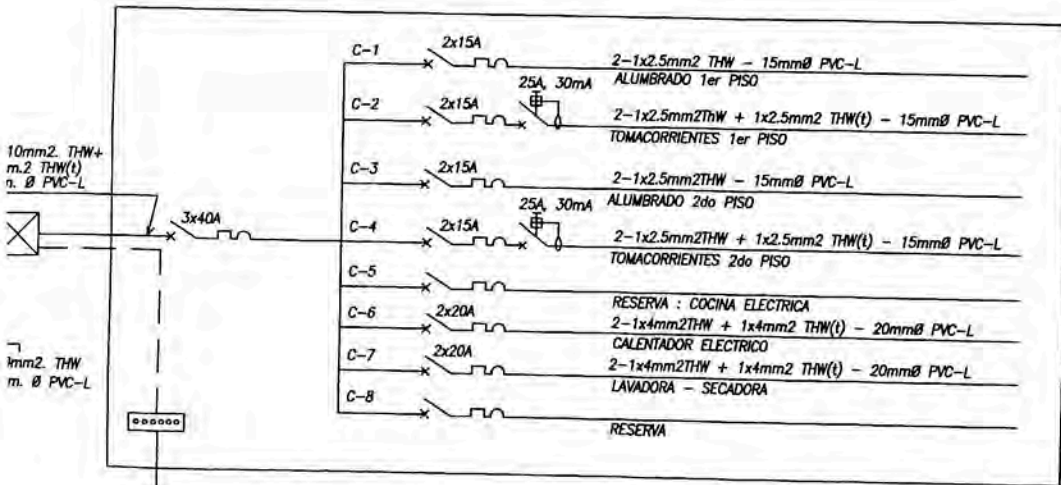 C-1
2x15A
2-1x2.5mm2 THW - 15mmØ PVC-L
ALUMBRADO 1er PISO
C-2
2x15A
25A, 30mA
2-1x2.5mm2ThW + 1x2.5mm2 THW(t) - 15mmØ PVC-L
TOMACORRIENTES 1er PISO
C-3
2x15A
2-1x2.5mm2THW - 15mmØ PVC-L
ALUMBRADO 2do PISO
C-4
2x15A
25A, 30mA
2-1x2.5mm2THW + 1x2.5mm2 THW(t) - 15mmØ PVC-L
TOMACORRIENTES 2do PISO
C-5
RESERVA : COCINA ELECTRICA
C-6
2x20A
2-1x4mm2THW + 1x4mm2 THW(t) - 20mmØ PVC-L
CALENTADOR ELECTRICO
C-7
2x20A
2-1x4mm2THW + 1x4mm2 THW(t) - 20mmØ PVC-L
LAVADORA - SECADORA
C-8
RESERVA
10mm2. THW+
m.2 THW(t)
. Ø PVC-L
3x40A
mm2. THW
m. Ø PVC-L